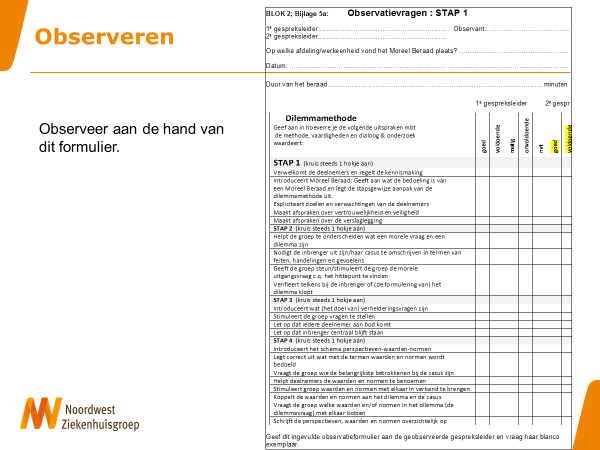 Observeren
Observeer aan de hand van
dit formulier.
BLOK 2; Bijlage 5a: Observatievragen : STAP 1
1e gespreksleider: Observant:
2e gespreksleider:
Op welke afdeling/werkeenheid vond het Moreel Beraad plaats?
Datum:
Duur van het beraad minuten
1e gespreksleider 2e gespr
Dilemmamethode
Geef aan in hoeverre je de volgende uitspraken mbt
de methode, vaardigheden en dialoog & onderzoek
waardeert:
goed
voldoende
matig
onvoldoende
nvt
goed
voldoende
STAP 1 (kruis steeds 1 hokje aan)
Verwelkomt de deelnemers en regelt de kennismaking
Introduceert Moreel Beraad; Geeft aan wat de bedoeling is van
een Moreel Beraad en legt de stapsgewijze aanpak van de
dilemmamethode uit.
Expliciteert doelen en verwachtingen van de deelnemers
Maakt afspraken over vertrouwelijkheid en veiligheid
Maakt afspraken over de verslaglegging
STAP 2 (kruis steeds 1 hokje aan)
Helpt de groep te onderscheiden wat een morele vraag en een
dilemma zijn
Nodigt de inbrenger uit zijn/haar casus te omschrijven in termen van
feiten, handelingen en gevoelens
Geeft de groep steun/stimuleert de groep de morele
uitgangsvraag c.q. het hittepunt te vinden
Verifieert telkens bij de inbrenger of (de formulering van) het
dilemma klopt
STAP 3 (kruis steeds 1 hokje aan)
Introduceert wat (het doel van) verhelderingsvragen zijn
Stimuleert de groep vragen te stellen
Let op dat iedere deelnemer aan bod komt
Let op dat inbrenger centraal blijft staan
STAP 4 (kruis steeds 1 hokje aan)
Introduceert het schema perspectieven-waarden-normen
Legt correct uit wat met de termen waarden en normen wordt
bedoeld
Vraagt de groep wie de belangrijkste betrokkenen bij de casus zijn
Helpt deelnemers de waarden en normen te benoemen
Stimuleert groep waarden en normen met elkaar in verband te brengen
Koppelt de waarden en normen aan het dilemma en de casus
Vraagt de groep welke waarden en/of normen in het dilemma (de
dilemmavraag) met elkaar botsen
Schrijft de perspectieven, waarden en normen overzichtelijk op
Geef dit ingevulde observatieformulier aan de geobserveerde gespreksleider en vraag haar blanco
exemplaar.
Noordwest
Ziekenhuisgroep